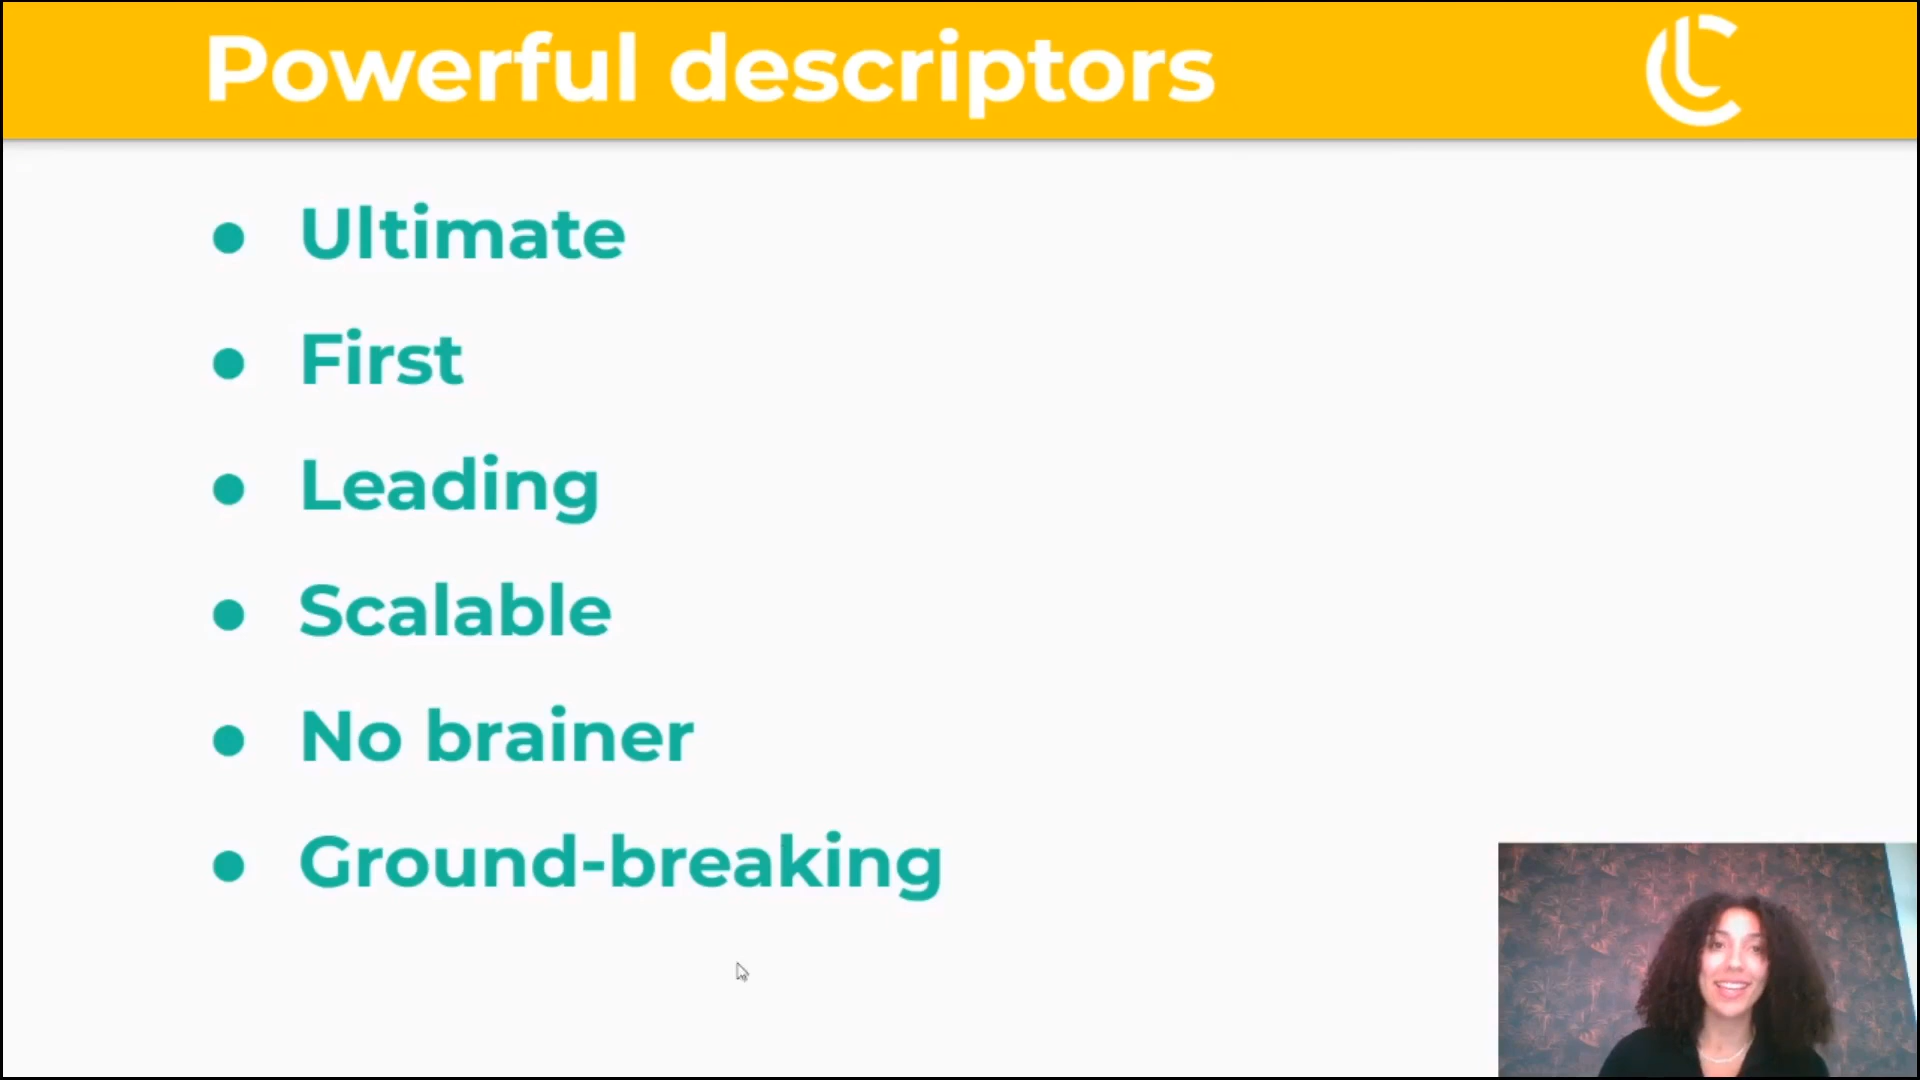 Powerful descriptors
● Ultimate
● First
● Leading
● Scalable
● No brainer
● Ground-breaking